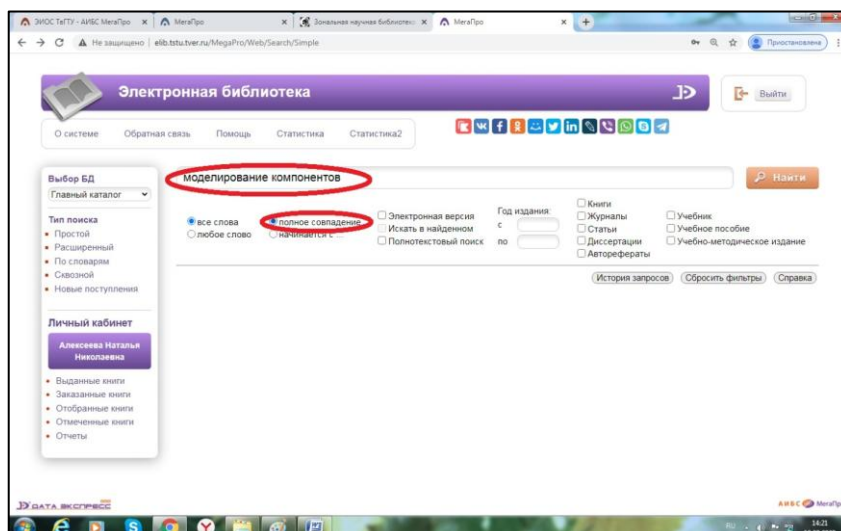 ЭИОС ТвГТУ - АИБС МегаПро
МегаПро
Зональная научная библиотека
МегаПро
Не защищено elib.tstu.tver.ru/MegaPro/Web/Search/Simple
Приостановлена
Электронная библиотека
Выйти
О системе Обратная связь Помощь Статистика Статистика2
Выбор БД
Главный каталог
Тип поиска
Простой
Расширенный
По словарям
Сквозной
Новые поступления
Личный кабинет
Алексеева Наталья
Николаевна
Выданные книги
Заказанные книги
Отобранные книги
Отмеченные книги
Отчеты
моделирование компонентов
Найти
все слова
любое слово
полное совпадение
начинается с ...
Электронная версия
Искать в найденном
Полнотекстовый поиск
Год издания:
с
по
Книги
Журналы
Статьи
Диссертации
Авторефераты
Учебник
Учебное пособие
Учебно-методическое издание
История запросов Сбросить фильтры Справка
ДАТА ЭКСПРЕСС
АИБС МегаПро
RU 14:21